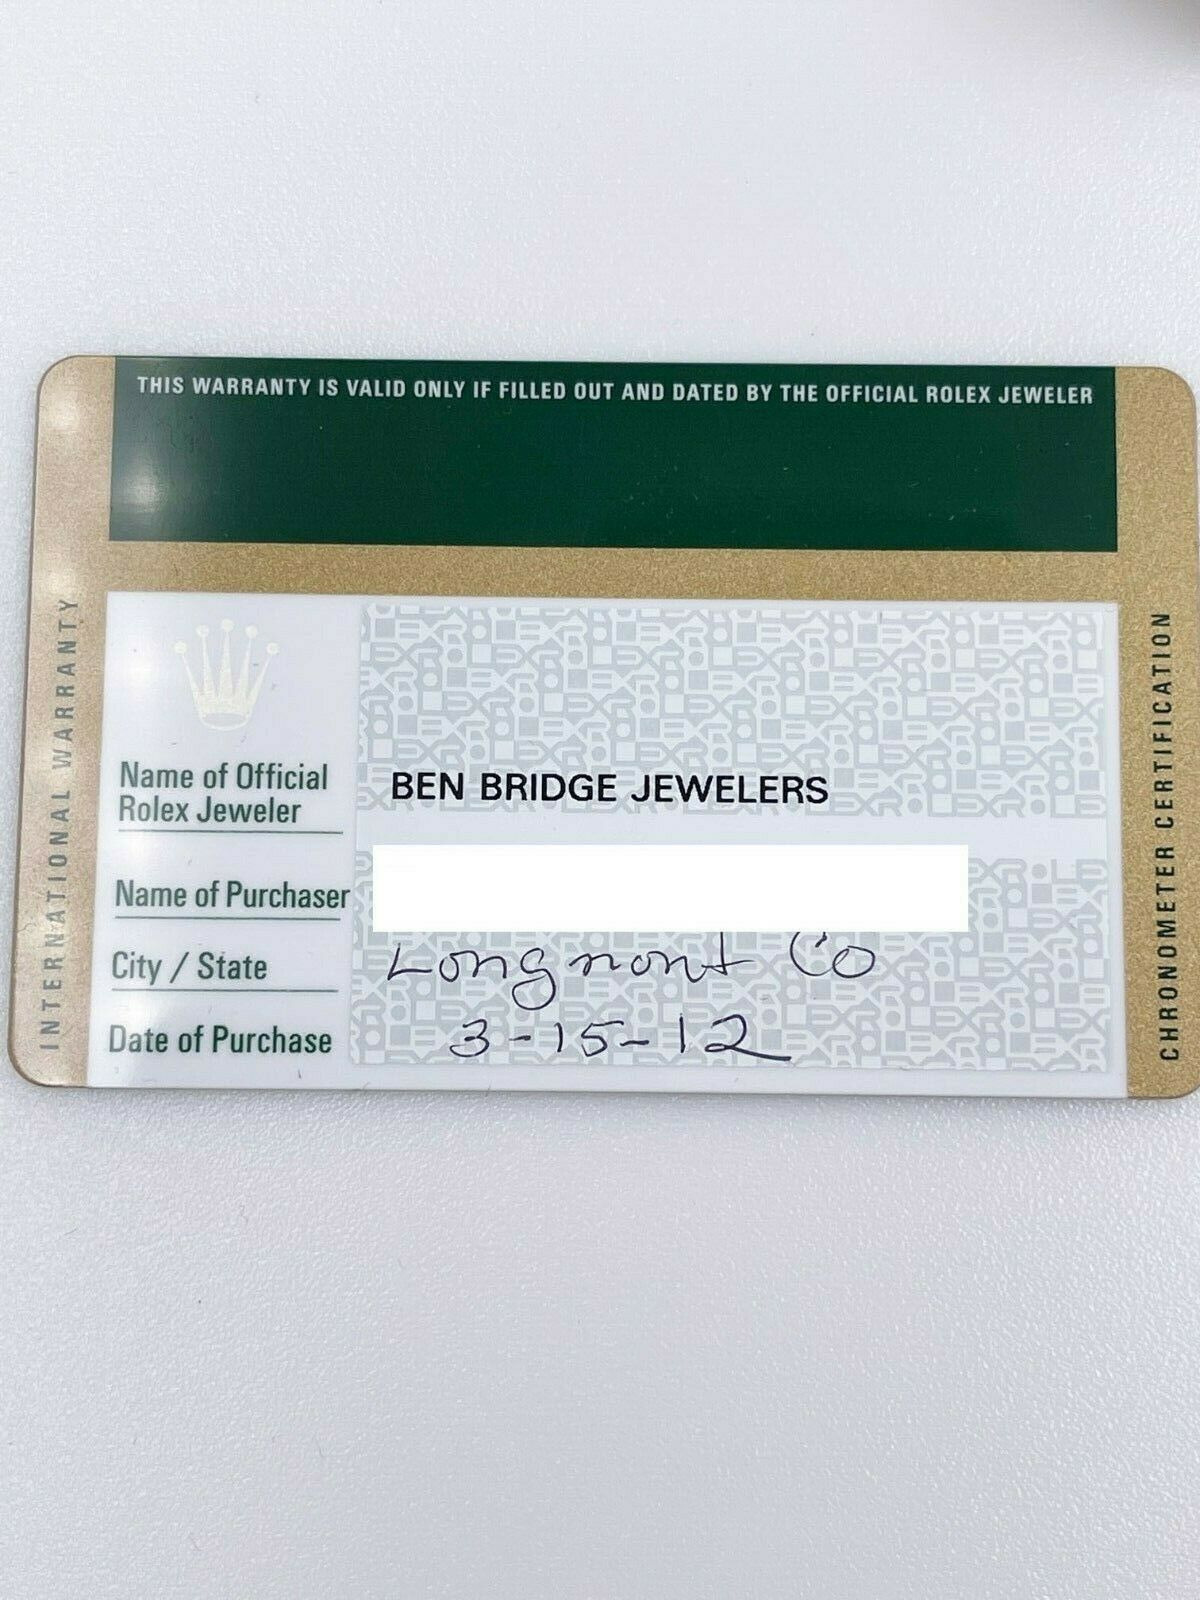 THIS WARRANTY IS VALID ONLY IF FILLED OUT AND DATED BY THE OFFICIAL ROLEX JEWELER
INTERNATIONAL WARRANTY
Name of Official
Rolex Jeweler
BEN BRIDGE JEWELERS
Name of Purchaser
City / State
Longmont Co
Date of Purchase
3-15-12
CHRONOMETER CERTIFICATION